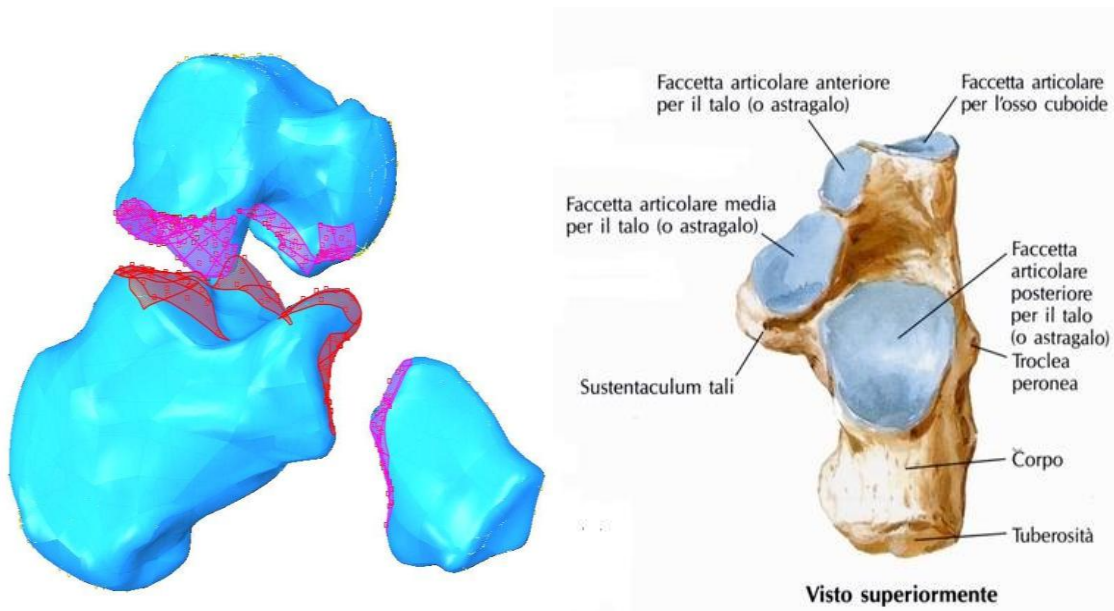 Faccetta articolare anteriore
per il talo (o astragalo)
Faccetta articolare
per l'osso cuboide
Faccetta articolare media
per il talo (o astragalo)
Faccetta
articolare
posteriore
per il talo
(o astragalo)
Troclea
peronea
Sustentaculum tali
Corpo
Tuberosità
Visto superiormente